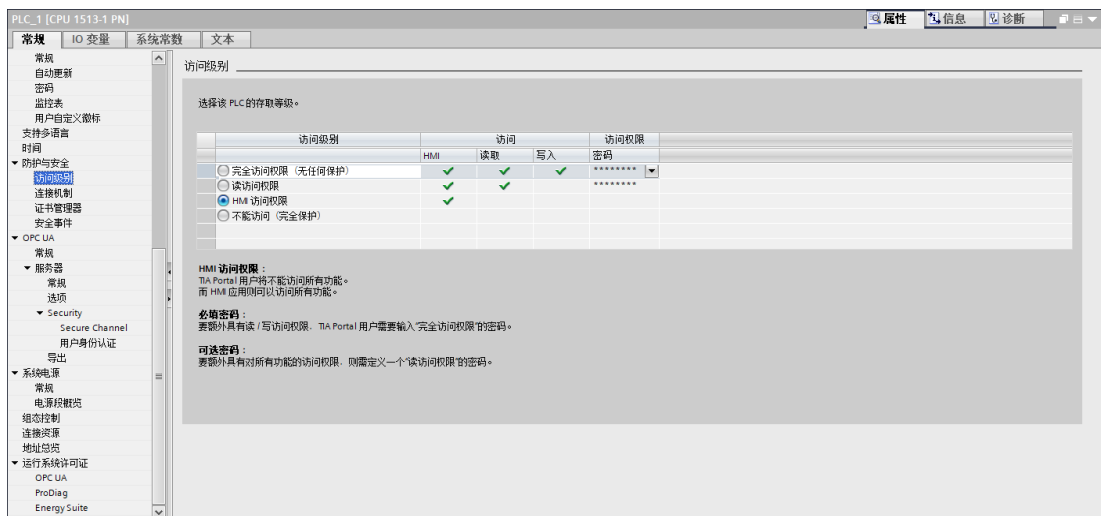 PLC_1 [CPU 1513-1 PN]
属性
信息
诊断
常规
IO 变量
系统常数
文本
常规
自动更新
密码
监控表
用户自定义徽标
支持多语言
时间
防护与安全
访问级别
连接机制
证书管理器
安全事件
OPC UA
常规
服务器
常规
选项
Security
Secure Channel
用户身份认证
导出
系统电源
常规
电源段概览
组态控制
连接资源
地址总览
运行系统许可证
OPC UA
ProDiag
Energy Suite
访问级别
选择该 PLC的存取等级。
访问级别 访问 访问权限
HMI 读取 写入 密码
完全访问权限（无任何保护） ********
读访问权限 ********
HMI 访问权限
不能访问（完全保护）
HMI 访问权限：
TIA Portal 用户将不能访问所有功能。
而 HMI 应用则可以访问所有功能。
必填密码：
要额外具有读 / 写访问权限，TIA Portal 用户需要输入“完全访问权限”的密码。
可选密码：
要额外具有对所有功能的访问权限，则需定义一个“读访问权限”的密码。